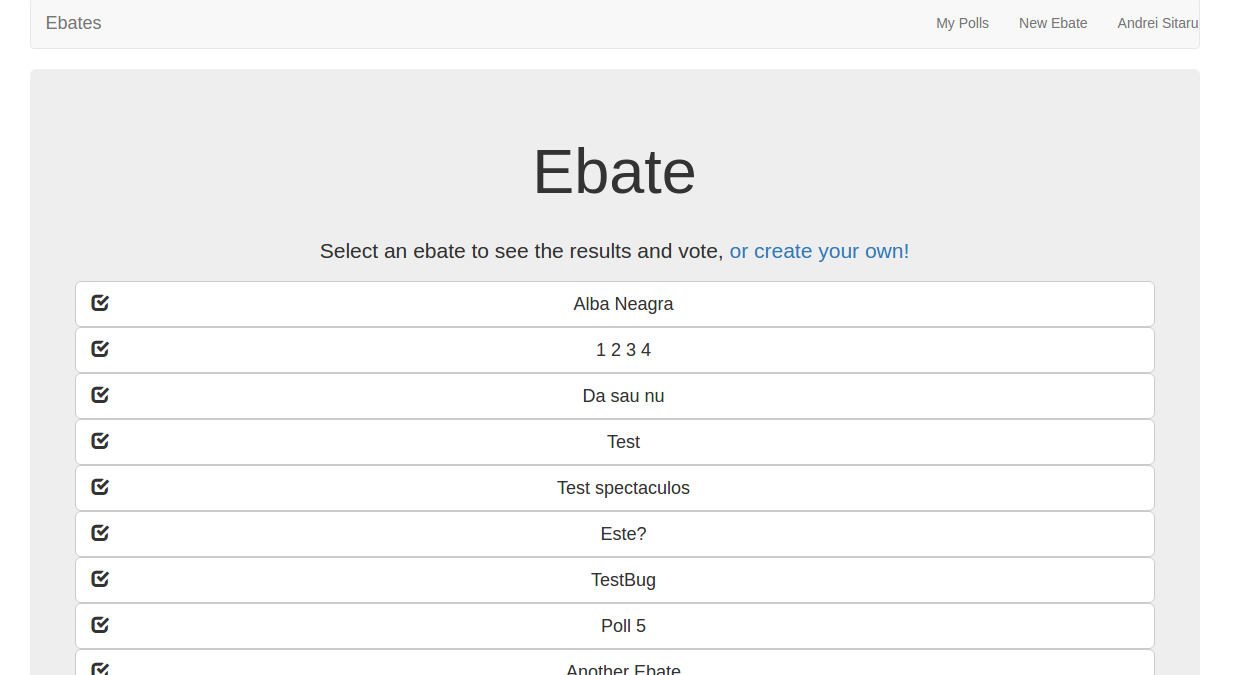 Ebates My Polls New Ebate Andrei Sitaru
Ebate
Select an ebate to see the results and vote, or create your own!
Alba Neagra
1 2 3 4
Da sau nu
Test
Test spectaculos
Este?
TestBug
Poll 5
Another Ebate